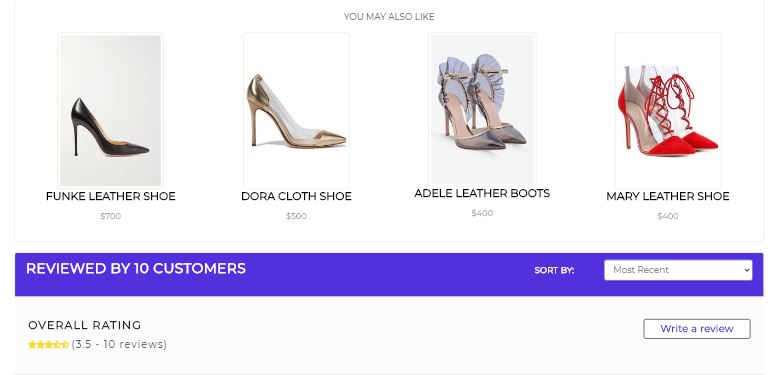 YOU MAY ALSO LIKE
FUNKE LEATHER SHOE
$700
DORA CLOTH SHOE
$500
ADELE LEATHER BOOTS
$400
MARY LEATHER SHOE
$400
REVIEWED BY 10 CUSTOMERS
SORT BY:
Most Recent
OVERALL RATING
(3.5 - 10 reviews)
Write a review